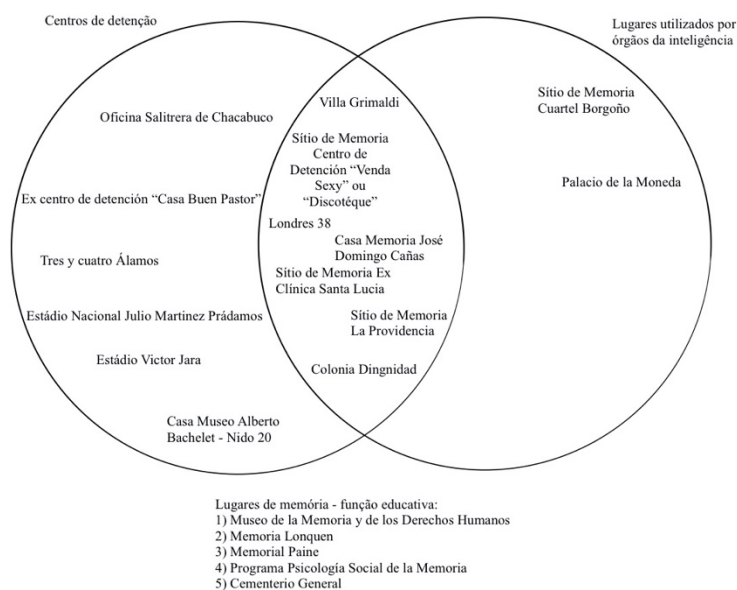 Centros de detenção
Lugares utilizados por
órgãos da inteligência
Oficina Salitrera de Chacabuco
Ex centro de detención “Casa Buen Pastor”
Tres y cuatro Álamos
Estádio Nacional Julio Martinez Prádamos
Estádio Victor Jara
Casa Museo Alberto
Bachelet - Nido 20
Villa Grimaldi
Sítio de Memoria
Centro de
Detención “Venda
Sexy” ou
“Discotéque”
Londres 38
Casa Memoria José
Domingo Cañas
Sítio de Memoria Ex
Clínica Santa Lucia
Sítio de Memoria
La Providencia
Colonia Dingnidad
Sítio de Memoria
Cuartel Borgoño
Palacio de la Moneda
Lugares de memória - função educativa:
1) Museo de la Memoria y de los Derechos Humanos
2) Memoria Lonquen
3) Memorial Paine
4) Programa Psicología Social de la Memoria
5) Cementerio General